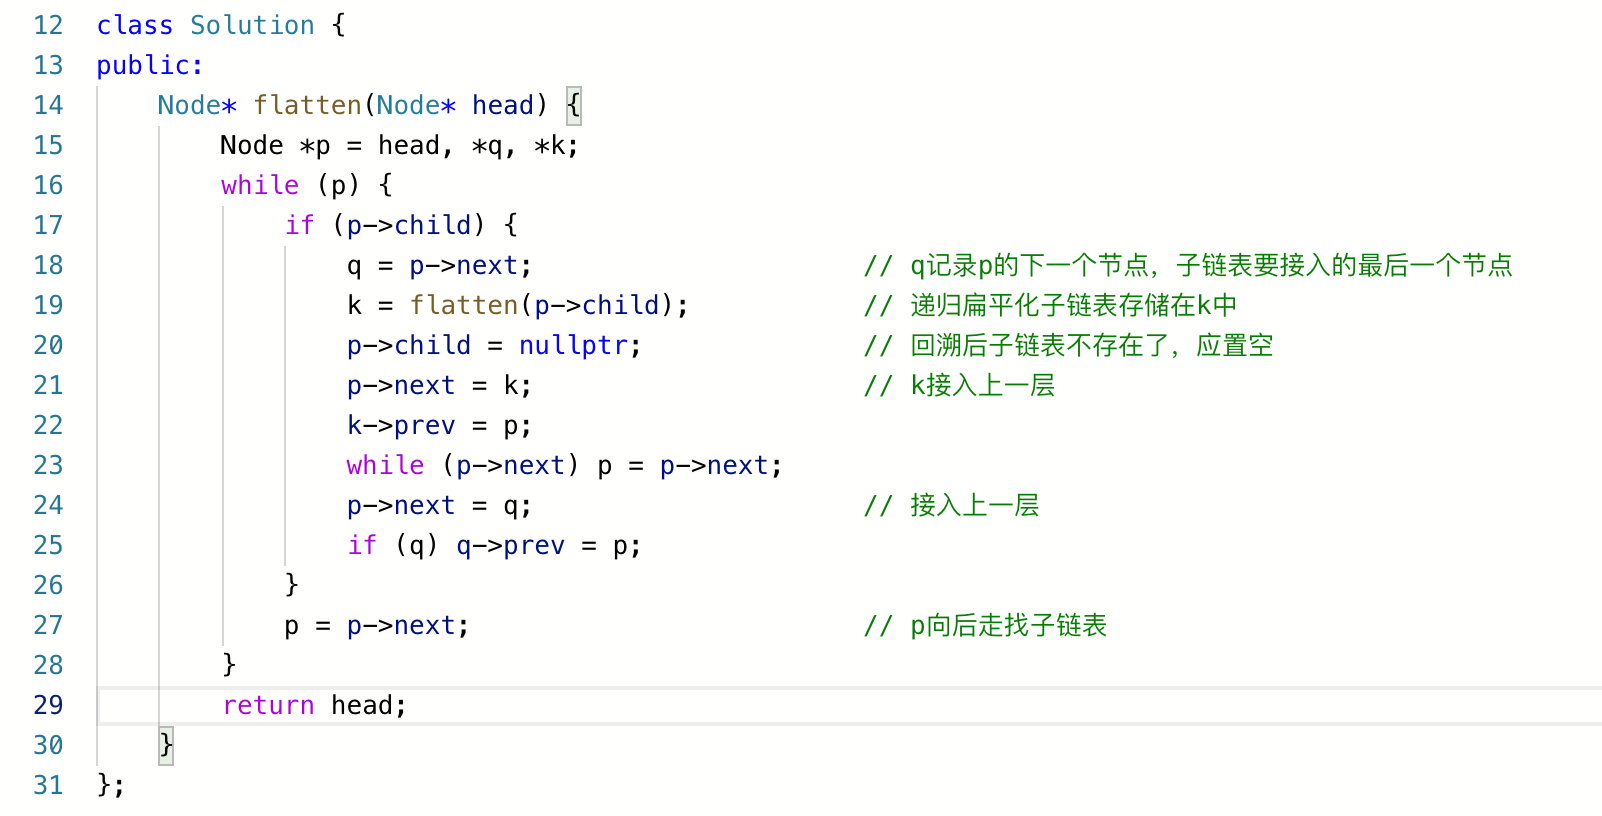 12 class Solution {
13 public:
14     Node* flatten(Node* head) {
15         Node *p = head, *q, *k;
16         while (p) {
17             if (p->child) {
18                 q = p->next;                     // q记录p的下一个节点，子链表要接入的最后一个节点
19                 k = flatten(p->child);           // 递归扁平化子链表存储在k中
20                 p->child = nullptr;              // 回溯后子链表不存在了，应置空
21                 p->next = k;                     // k接入上一层
22                 k->prev = p;
23                 while (p->next) p = p->next;
24                 p->next = q;                     // 接入上一层
25                 if (q) q->prev = p;
26             }
27             p = p->next;                         // p向后走找子链表
28         }
29         return head;
30     }
31 };